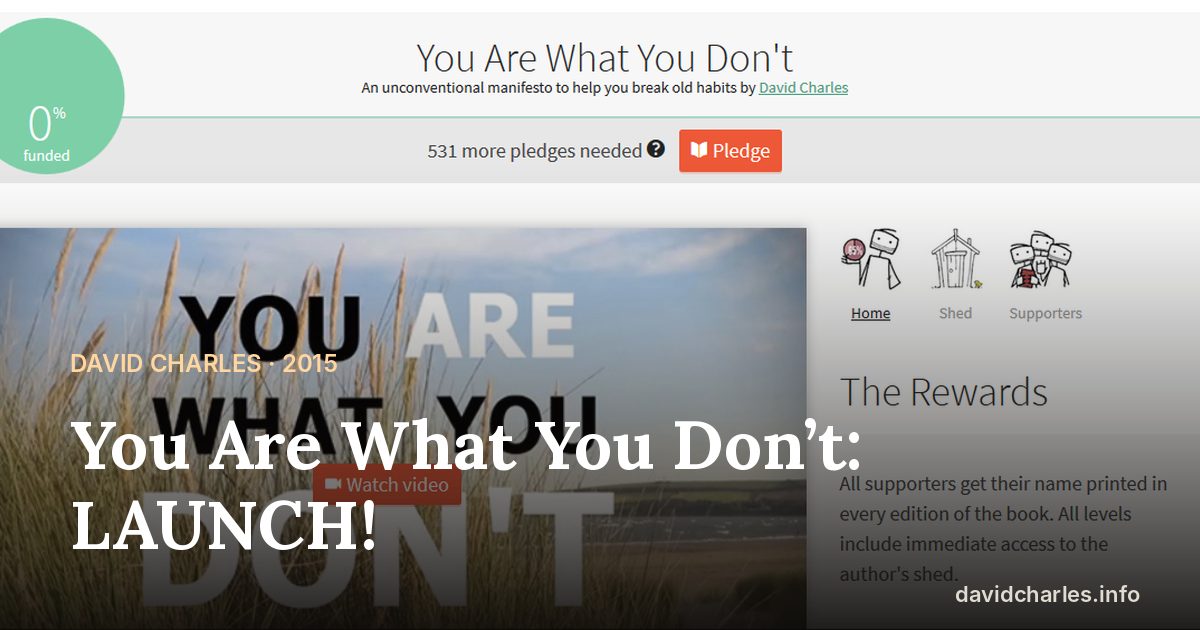 You Are What You Don't
An unconventional manifesto to help you break old habits by David Charles
0%
funded
531 more pledges needed ?
Pledge
YOU ARE
WHAT YOU
DON'T
Watch video
Home
Shed
Supporters
The Rewards
All supporters get their name printed in
every edition of the book. All levels
include immediate access to the
author's shed.
DAVID CHARLES · 2015
You Are What You Don’t:
LAUNCH!
davidcharles.info